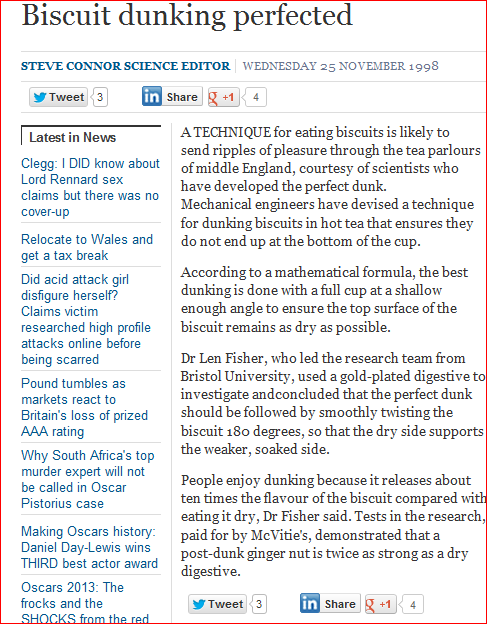 Biscuit dunking perfected
STEVE CONNOR SCIENCE EDITOR | WEDNESDAY 25 NOVEMBER 1998
Tweet 3 in Share g +1 4
Latest in News
Clegg: I DID know about
Lord Rennard sex
claims but there was no
cover-up
Relocate to Wales and
get a tax break
Did acid attack girl
disfigure herself?
Claims victim
researched high profile
attacks online before
being scarred
Pound tumbles as
markets react to
Britain's loss of prized
AAA rating
Why South Africa's top
murder expert will not
be called in Oscar
Pistorius case
Making Oscars history:
Daniel Day-Lewis wins
THIRD best actor award
Oscars 2013: The
frocks and the
SHOCKS from the red
A TECHNIQUE for eating biscuits is likely to
send ripples of pleasure through the tea parlours
of middle England, courtesy of scientists who
have developed the perfect dunk.
Mechanical engineers have devised a technique
for dunking biscuits in hot tea that ensures they
do not end up at the bottom of the cup.
According to a mathematical formula, the best
dunking is done with a full cup at a shallow
enough angle to ensure the top surface of the
biscuit remains as dry as possible.
Dr Len Fisher, who led the research team from
Bristol University, used a gold-plated digestive to
investigate andconcluded that the perfect dunk
should be followed by smoothly twisting the
biscuit 180 degrees, so that the dry side supports
the weaker, soaked side.
People enjoy dunking because it releases about
ten times the flavour of the biscuit compared with
eating it dry, Dr Fisher said. Tests in the research,
paid for by McVitie's, demonstrated that a
post-dunk ginger nut is twice as strong as a dry
digestive.
Tweet 3 in Share g +1 4